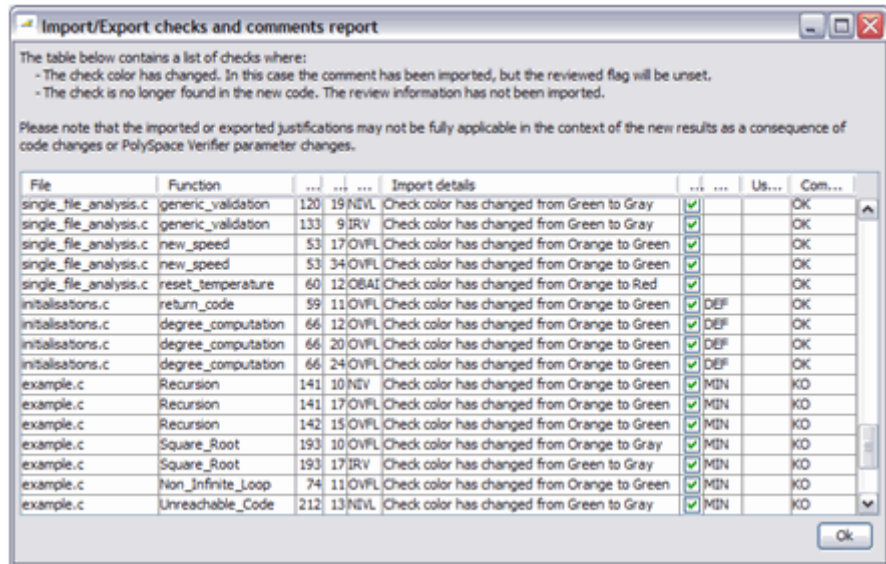 Import/Export checks and comments report
The table below contains a list of checks where:
- The check color has changed. In this case the comment has been imported, but the reviewed flag will be unset.
- The check is no longer found in the new code. The review information has not been imported.
Please note that the imported or exported justifications may not be fully applicable in the context of the new results as a consequence of
code changes or PolySpace Verifier parameter changes.
File Function ... ... ... Import details ... ... Us... Com...
single_file_analysis.c generic_validation 120 19 NIVL Check color has changed from Green to Gray OK
single_file_analysis.c generic_validation 133 9 IRV Check color has changed from Green to Gray OK
single_file_analysis.c new_speed 53 17 OVFL Check color has changed from Orange to Green OK
single_file_analysis.c new_speed 53 34 OVFL Check color has changed from Orange to Green OK
single_file_analysis.c reset_temperature 60 12 OBAI Check color has changed from Orange to Red OK
initialisations.c return_code 59 11 OVFL Check color has changed from Orange to Green DEF OK
initialisations.c degree_computation 66 12 OVFL Check color has changed from Orange to Green DEF OK
initialisations.c degree_computation 66 20 OVFL Check color has changed from Orange to Green DEF OK
initialisations.c degree_computation 66 24 OVFL Check color has changed from Orange to Green DEF OK
example.c Recursion 141 10 NIV Check color has changed from Orange to Green MIN KO
example.c Recursion 141 17 OVFL Check color has changed from Orange to Green MIN KO
example.c Recursion 142 15 OVFL Check color has changed from Orange to Green MIN KO
example.c Square_Root 193 10 OVFL Check color has changed from Orange to Gray MIN KO
example.c Square_Root 193 17 IRV Check color has changed from Green to Gray MIN KO
example.c Non_Infinite_Loop 74 11 OVFL Check color has changed from Orange to Green MIN KO
example.c Unreachable_Code 212 13 NIVL Check color has changed from Green to Gray MIN KO
Ok